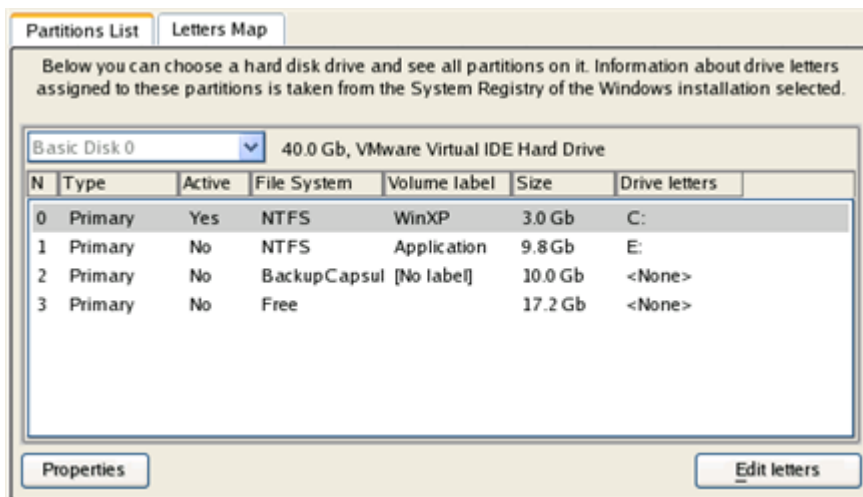 Partitions List Letters Map
Below you can choose a hard disk drive and see all partitions on it. Information about drive letters
assigned to these partitions is taken from the System Registry of the Windows installation selected.
Basic Disk 0 40.0 Gb, VMware Virtual IDE Hard Drive
N Type Active File System Volume label Size Drive letters
0 Primary Yes NTFS WinXP 3.0 Gb C:
1 Primary No NTFS Application 9.8 Gb E:
2 Primary No BackupCapsul [No label] 10.0 Gb <None>
3 Primary No Free 17.2 Gb <None>
Properties Edit letters